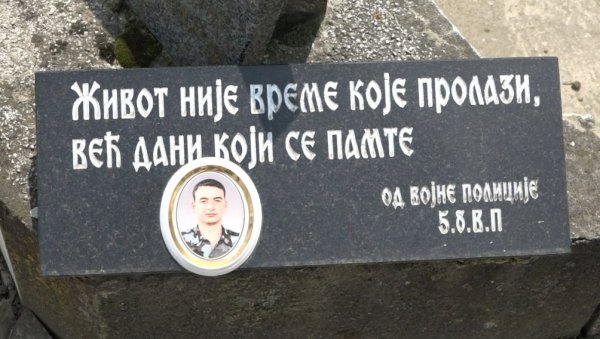 Живот није време које пролази,
већ дани који се памте
од војне полиције
5.б.В.П